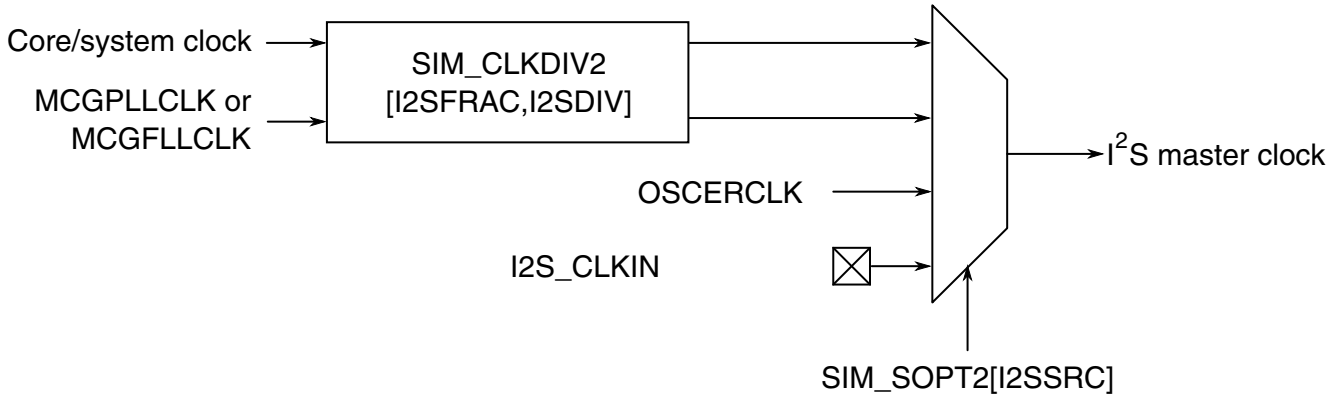 Core/system clock
SIM_CLKDIV2
[I2SFRAC,I2SDIV]
MCGPLLCLK or
MCGFLLCLK
I²S master clock
OSCERCLK
I2S_CLKIN
SIM_SOPT2[I2SSRC]